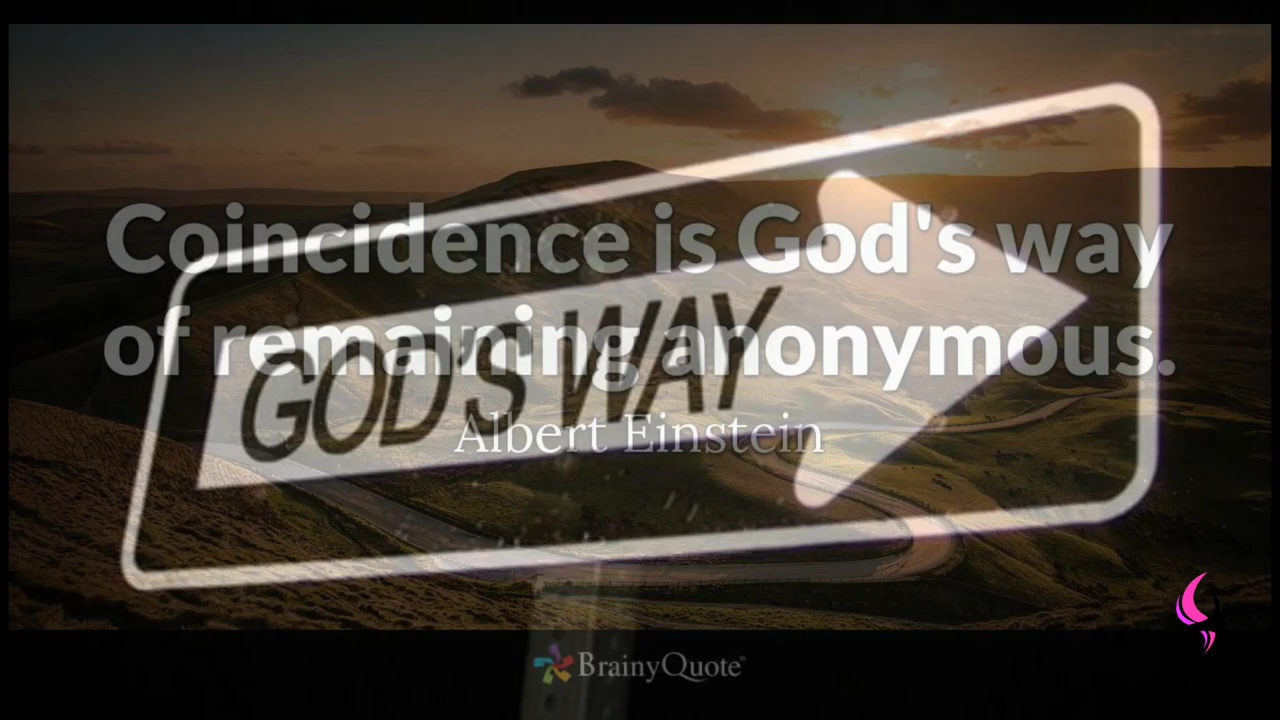 Coincidence is God's way
of remaining anonymous.
GOD'S WAY
Albert Einstein
BrainyQuote®